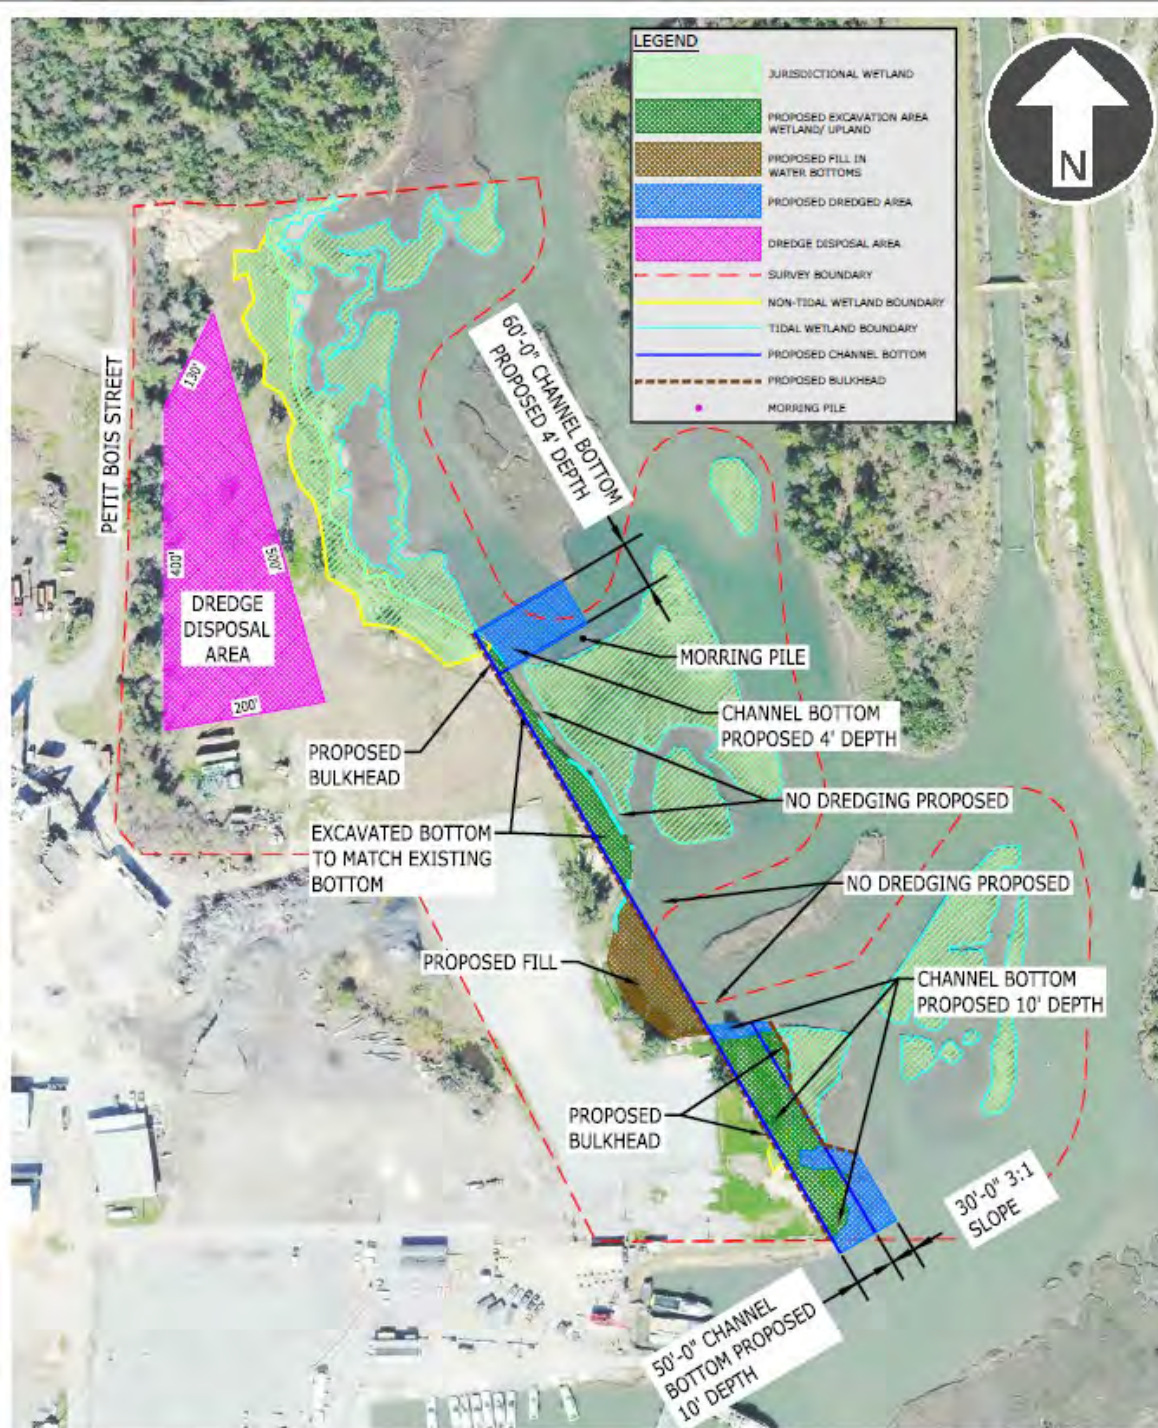 LEGEND
JURISDICTIONAL WETLAND
PROPOSED EXCAVATION AREA
WETLAND/ UPLAND
PROPOSED FILL IN
WATER BOTTOMS
PROPOSED DREDGED AREA
DREDGE DISPOSAL AREA
SURVEY BOUNDARY
NON-TIDAL WETLAND BOUNDARY
TIDAL WETLAND BOUNDARY
PROPOSED CHANNEL BOTTOM
PROPOSED BULKHEAD
MORRING PILE
N
60'-0" CHANNEL BOTTOM
PROPOSED 4' DEPTH
PETIT BOIS STREET
130'
400'
505'
200'
DREDGE
DISPOSAL
AREA
MORRING PILE
CHANNEL BOTTOM
PROPOSED 4' DEPTH
PROPOSED
BULKHEAD
NO DREDGING PROPOSED
EXCAVATED BOTTOM
TO MATCH EXISTING
BOTTOM
NO DREDGING PROPOSED
PROPOSED FILL
CHANNEL BOTTOM
PROPOSED 10' DEPTH
PROPOSED
BULKHEAD
30'-0" 3:1
SLOPE
50'-0" CHANNEL
BOTTOM PROPOSED
10' DEPTH